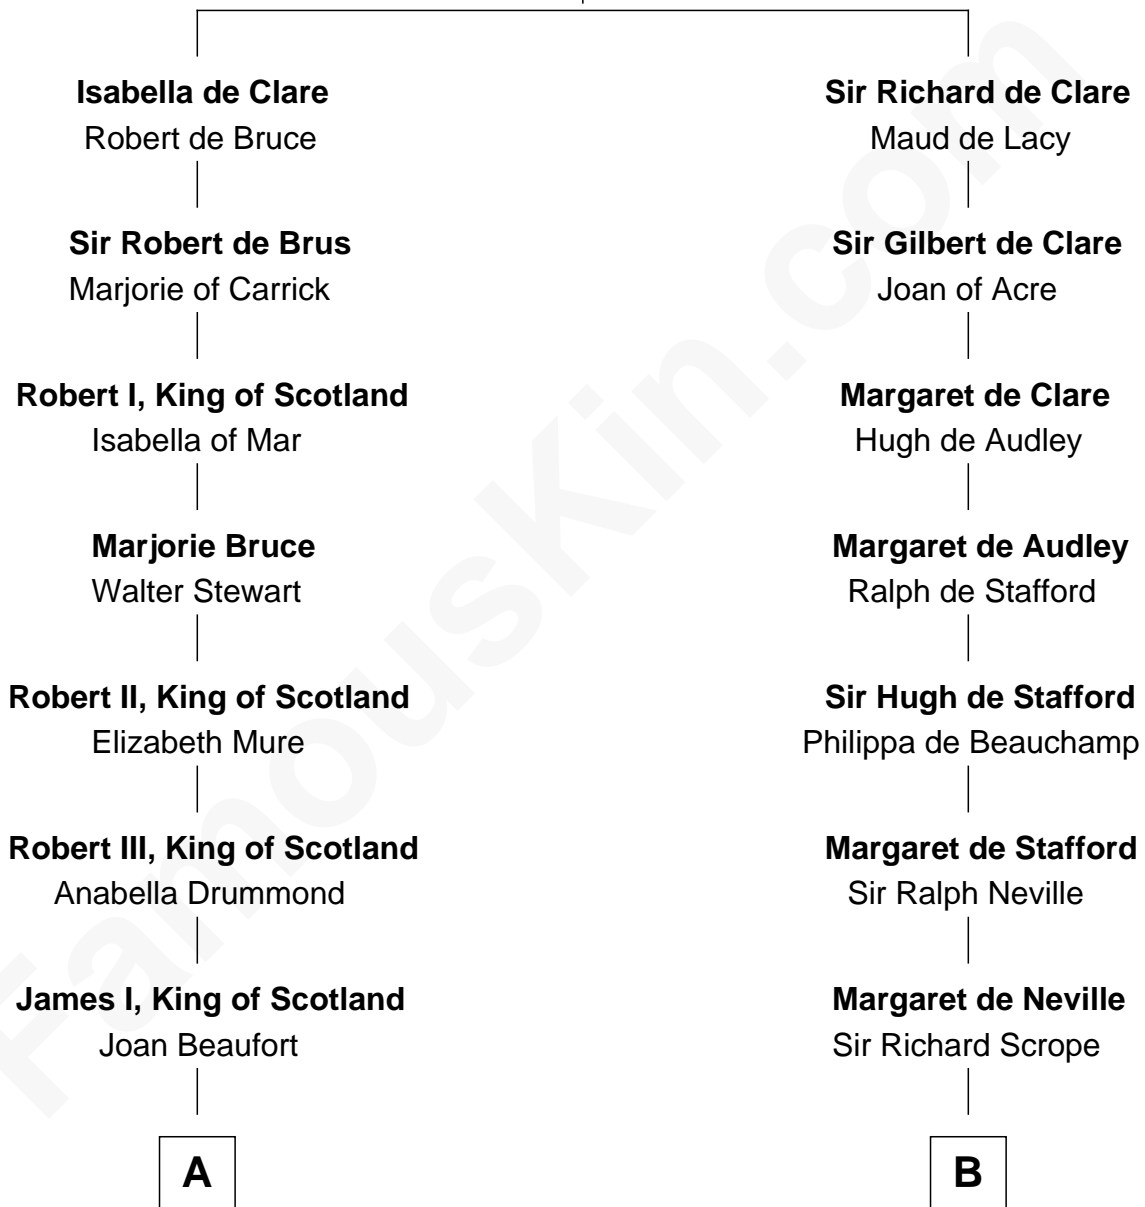 Isabella de Clare
Robert de Bruce
Sir Robert de Brus
Marjorie of Carrick
Robert I, King of Scotland
Isabella of Mar
Marjorie Bruce
Walter Stewart
Robert II, King of Scotland
Elizabeth Mure
Robert III, King of Scotland
Anabella Drummond
James I, King of Scotland
Joan Beaufort
A
Sir Richard de Clare
Maud de Lacy
Sir Gilbert de Clare
Joan of Acre
Margaret de Clare
Hugh de Audley
Margaret de Audley
Ralph de Stafford
Sir Hugh de Stafford
Philippa de Beauchamp
Margaret de Stafford
Sir Ralph Neville
Margaret de Neville
Sir Richard Scrope
B
FamousKin.com